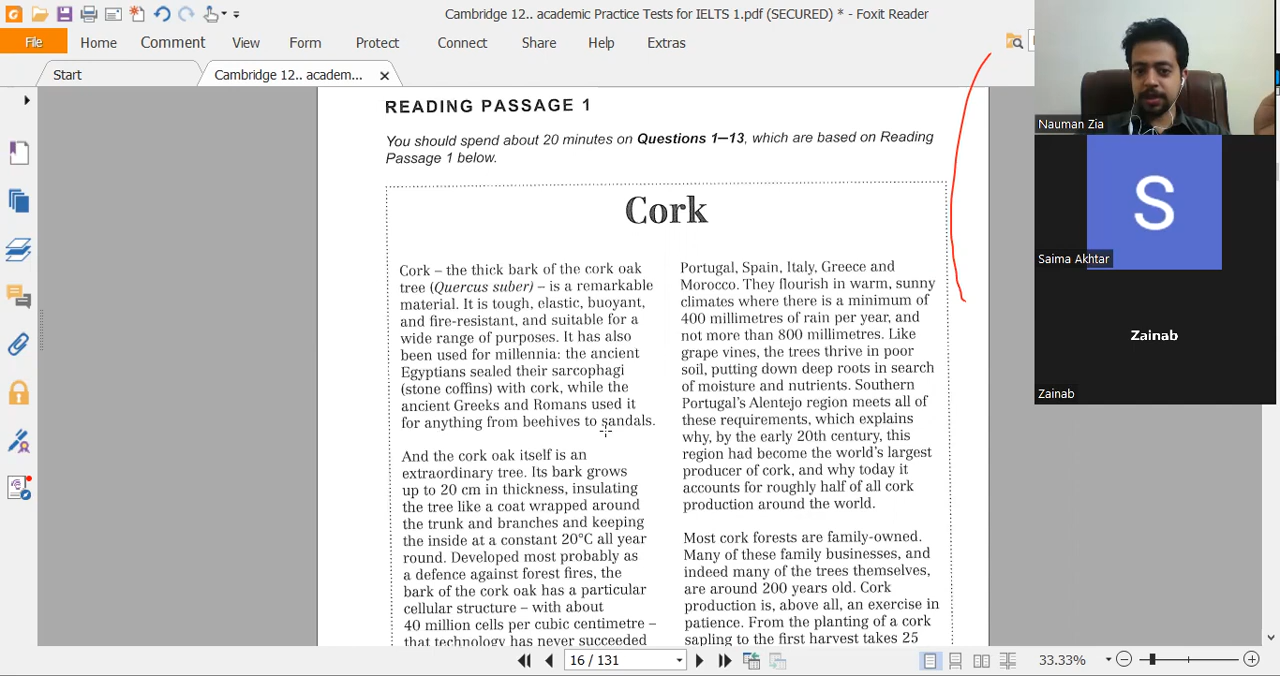 Cambridge 12.. academic Practice Tests for IELTS 1.pdf (SECURED) * - Foxit Reader
File Home Comment View Form Protect Connect Share Help Extras
Start Cambridge 12.. academ...
READING PASSAGE 1
You should spend about 20 minutes on Questions 1–13, which are based on Reading
Passage 1 below.
Cork
Cork – the thick bark of the cork oak
tree (Quercus suber) – is a remarkable
material. It is tough, elastic, buoyant,
and fire-resistant, and suitable for a
wide range of purposes. It has also
been used for millennia: the ancient
Egyptians sealed their sarcophagi
(stone coffins) with cork, while the
ancient Greeks and Romans used it
for anything from beehives to sandals.
And the cork oak itself is an
extraordinary tree. Its bark grows
up to 20 cm in thickness, insulating
the tree like a coat wrapped around
the trunk and branches and keeping
the inside at a constant 20°C all year
round. Developed most probably as
a defence against forest fires, the
bark of the cork oak has a particular
cellular structure – with about
40 million cells per cubic centimetre –
that technology has never succeeded
Portugal, Spain, Italy, Greece and
Morocco. They flourish in warm, sunny
climates where there is a minimum of
400 millimetres of rain per year, and
not more than 800 millimetres. Like
grape vines, the trees thrive in poor
soil, putting down deep roots in search
of moisture and nutrients. Southern
Portugal's Alentejo region meets all of
these requirements, which explains
why, by the early 20th century, this
region had become the world's largest
producer of cork, and why today it
accounts for roughly half of all cork
production around the world.
Most cork forests are family-owned.
Many of these family businesses, and
indeed many of the trees themselves,
are around 200 years old. Cork
production is, above all, an exercise in
patience. From the planting of a cork
sapling to the first harvest takes 25
Nauman Zia
S
Saima Akhtar
Zainab
Zainab
16 / 131
33.33%